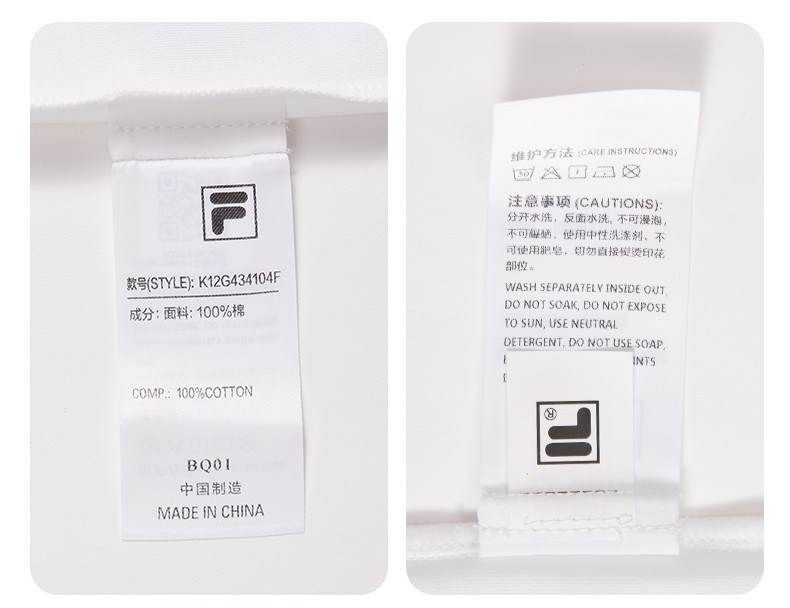 F
款号(STYLE): K12G434104F
成分: 面料: 100%棉
COMP.: 100%COTTON
BQ01
中国制造
MADE IN CHINA
维护方法 (CARE INSTRUCTIONS)
30
注意事项 (CAUTIONS):
分开水洗, 反面水洗, 不可漫泡,
不可曝晒, 使用中性洗涤剂, 不
可使用肥皂, 切勿直接熨烫印花
部位。
WASH SEPARATELY INSIDE OUT,
DO NOT SOAK, DO NOT EXPOSE
TO SUN, USE NEUTRAL
DETERGENT, DO NOT USE SOAP,
F ®